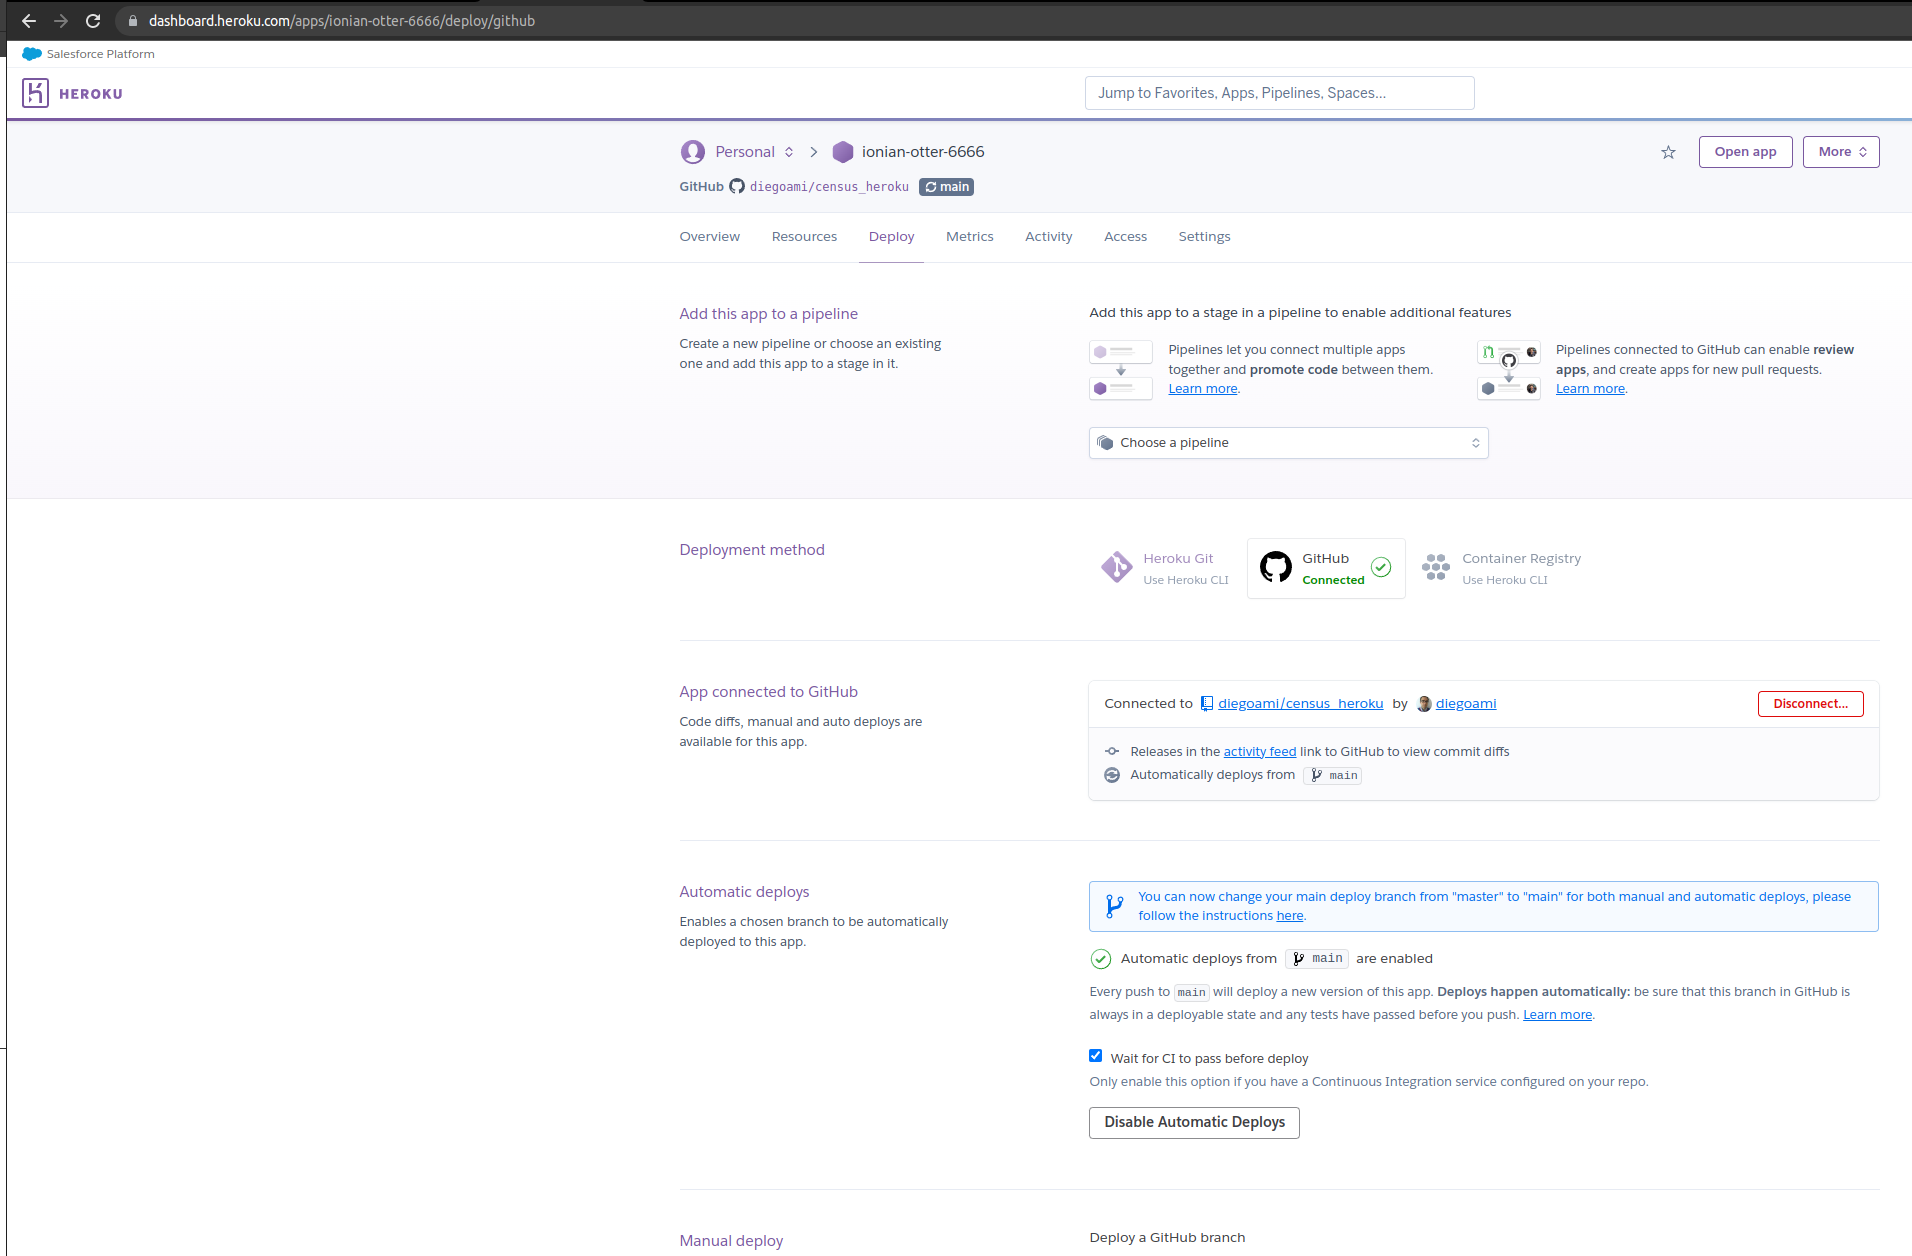 dashboard.heroku.com/apps/ionian-otter-6666/deploy/github
Salesforce Platform
HEROKU
Jump to Favorites, Apps, Pipelines, Spaces...
Personal
ionian-otter-6666
Open app
More
GitHub diegoami/census_heroku main
Overview
Resources
Deploy
Metrics
Activity
Access
Settings
Add this app to a pipeline
Create a new pipeline or choose an existing
one and add this app to a stage in it.
Add this app to a stage in a pipeline to enable additional features
Pipelines let you connect multiple apps
together and promote code between them.
Learn more.
Pipelines connected to GitHub can enable review
apps, and create apps for new pull requests.
Learn more.
Choose a pipeline
Deployment method
Heroku Git
Use Heroku CLI
GitHub
Connected
Container Registry
Use Heroku CLI
App connected to GitHub
Code diffs, manual and auto deploys are
available for this app.
Connected to diegoami/census_heroku by diegoami
Disconnect...
Releases in the activity feed link to GitHub to view commit diffs
Automatically deploys from main
Automatic deploys
Enables a chosen branch to be automatically
deployed to this app.
You can now change your main deploy branch from "master" to "main" for both manual and automatic deploys, please
follow the instructions here.
Automatic deploys from main are enabled
Every push to main will deploy a new version of this app. Deploys happen automatically: be sure that this branch in GitHub is
always in a deployable state and any tests have passed before you push. Learn more.
Wait for CI to pass before deploy
Only enable this option if you have a Continuous Integration service configured on your repo.
Disable Automatic Deploys
Manual deploy
Deploy a GitHub branch